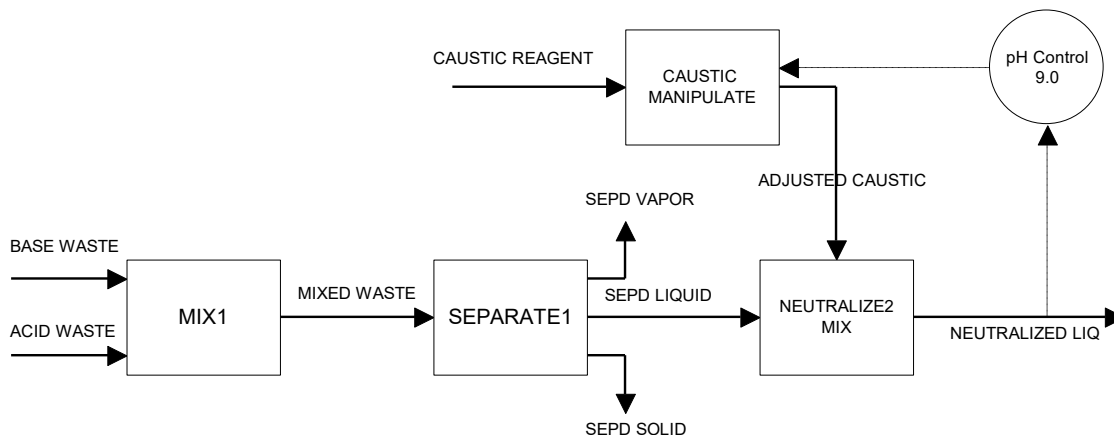 CAUSTIC REAGENT
CAUSTIC
MANIPULATE
pH Control
9.0
ADJUSTED CAUSTIC
SEPD VAPOR
BASE WASTE
ACID WASTE
MIX1
MIXED WASTE
SEPARATE1
SEPD LIQUID
NEUTRALIZE2
MIX
NEUTRALIZED LIQ
SEPD SOLID